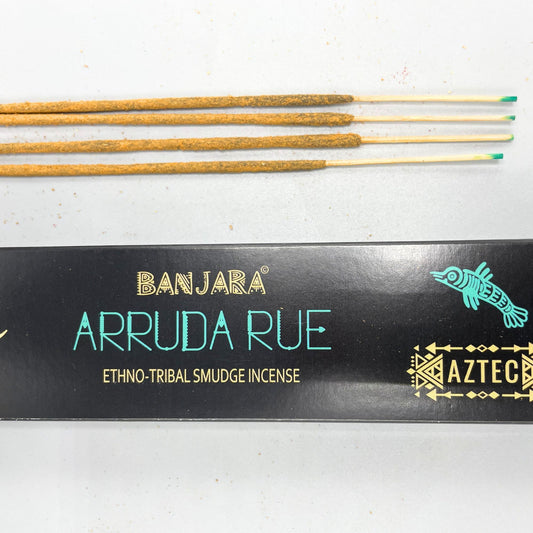 BANJARA©
ARRUDA RUE
ETHNO-TRIBAL SMUDGE INCENSE
AZTEC